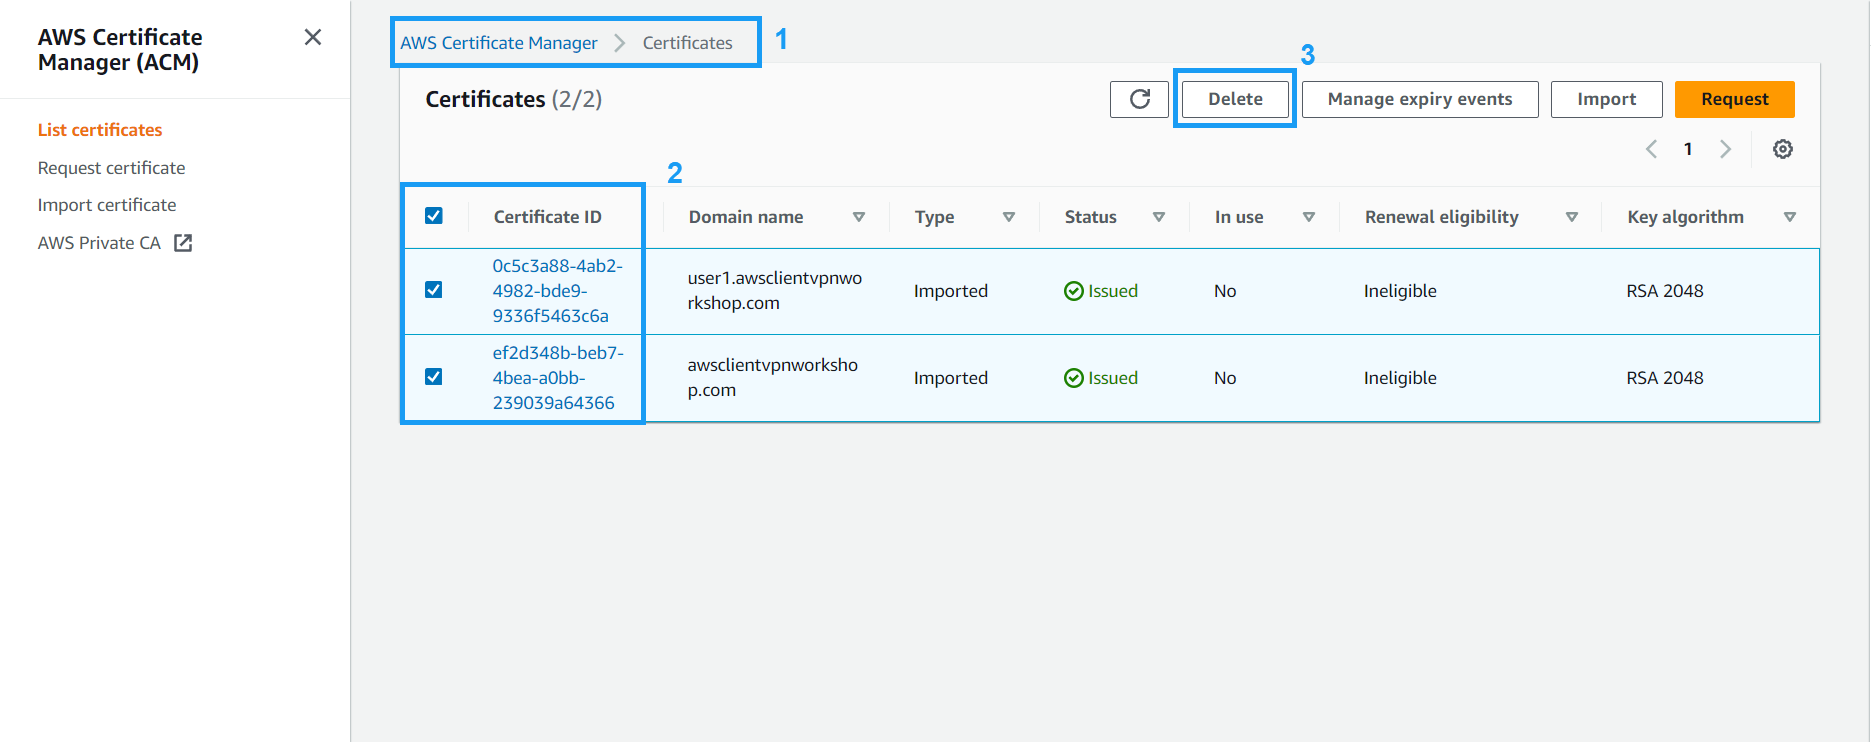 AWS Certificate
Manager (ACM)
List certificates
Request certificate
Import certificate
AWS Private CA
AWS Certificate Manager
Certificates
1
Certificates (2/2)
3
Delete
Manage expiry events
Import
Request
1
2
Certificate ID
Domain name
Type
Status
In use
Renewal eligibility
Key algorithm
0c5c3a88-4ab2-
4982-bde9-
9336f5463c6a
user1.awsclientvpnwo
rkshop.com
Imported
Issued
No
Ineligible
RSA 2048
ef2d348b-beb7-
4bea-a0bb-
239039a64366
awsclientvpnworksho
p.com
Imported
Issued
No
Ineligible
RSA 2048